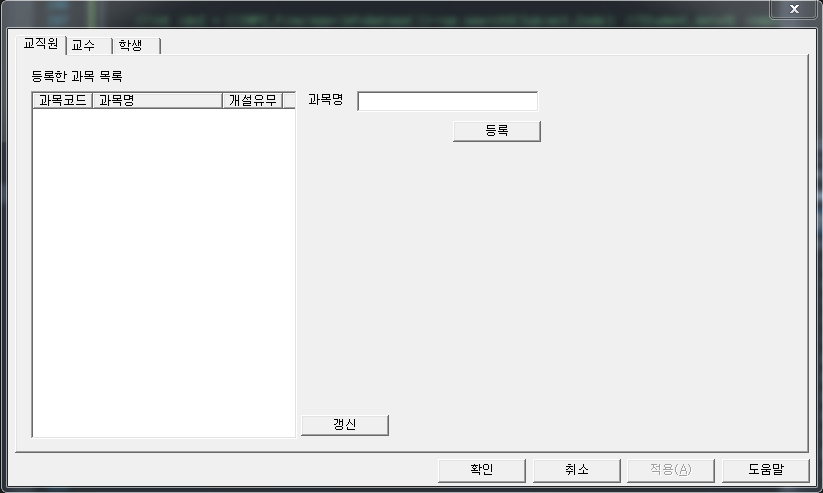 교직원 교수 학생
등록한 과목 목록
과목코드 과목명 개설유무
과목명
등록
갱신
확인 취소 적용(A) 도움말